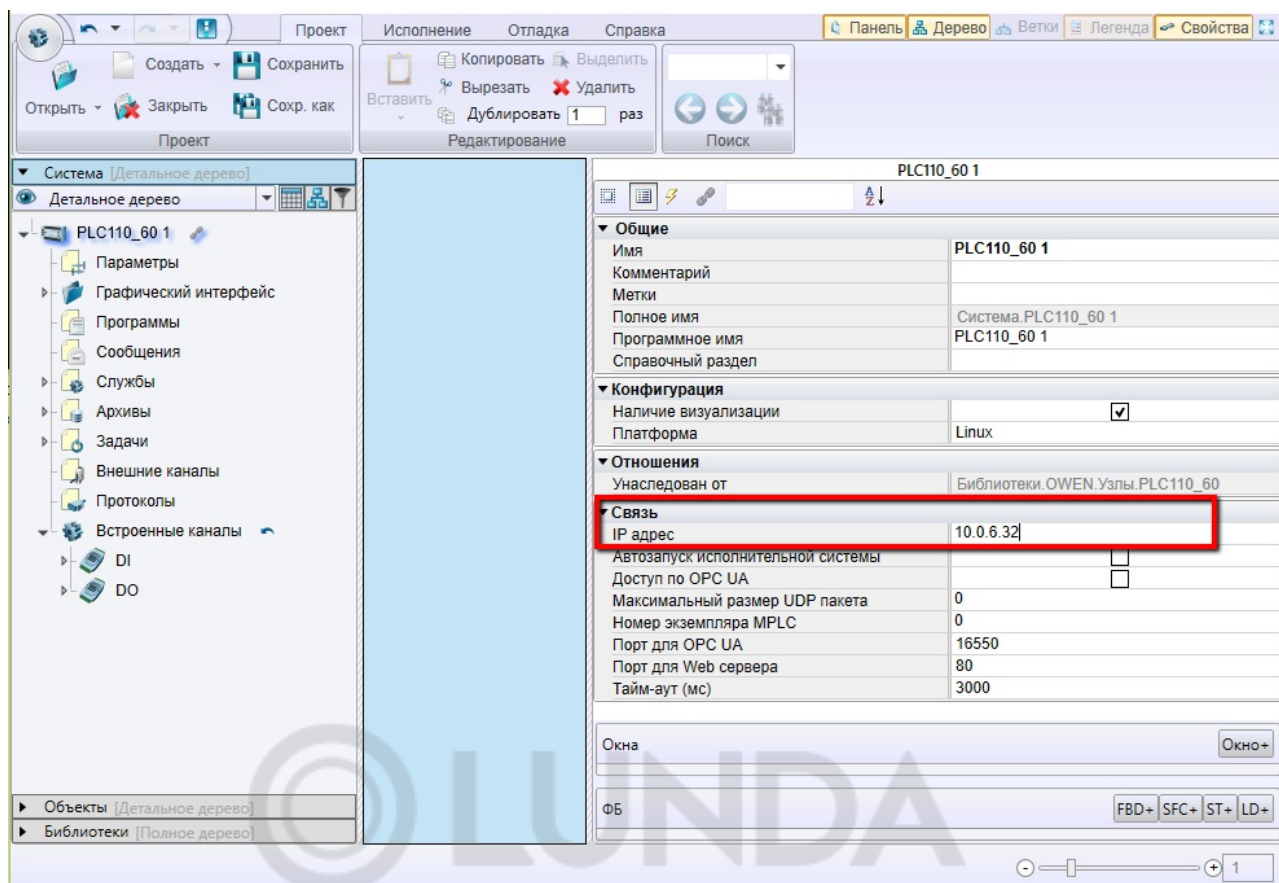 Проект Исполнение Отладка Справка Панель Дерево Ветки Легенда Свойства
Создать Сохранить Копировать Выделить
Вырезать Удалить
Открыть Закрыть Сохр. как Вставить Дублировать 1 раз
Проект Редактирование Поиск
Система [Детальное дерево] PLC110_60 1
Детальное дерево
PLC110_60 1
Параметры
Графический интерфейс
Программы
Сообщения
Службы
Архивы
Задачи
Внешние каналы
Протоколы
Встроенные каналы
DI
DO
Объекты [Детальное дерево]
Библиотеки [Полное дерево]
Общие
Имя PLC110_60 1
Комментарий
Метки
Полное имя Система.PLC110_60 1
Программное имя PLC110_60 1
Справочный раздел
Конфигурация
Наличие визуализации
Платформа Linux
Отношения
Унаследован от Библиотеки.OWEN.Узлы.PLC110_60
Связь
IP адрес 10.0.6.32
Автозапуск исполнительной системы
Доступ по OPC UA
Максимальный размер UDP пакета 0
Номер экземпляра MPLC 0
Порт для OPC UA 16550
Порт для Web сервера 80
Тайм-аут (мс) 3000
Окна Окно+
ФБ FBD+ SFC+ ST+ LD+
LUNDA
1